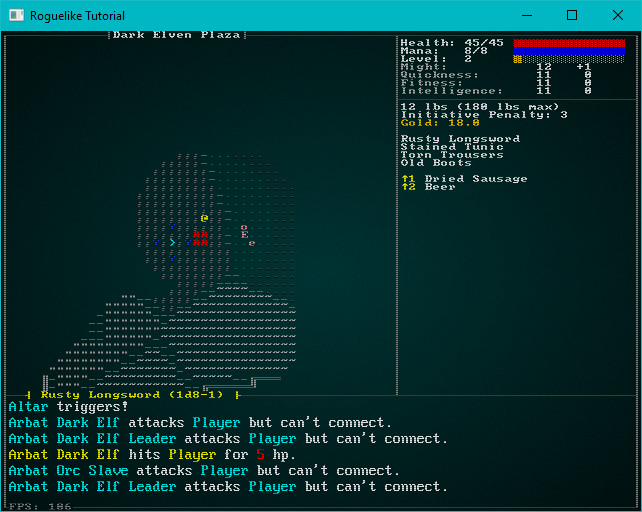 Roguelike Tutorial
Dark Elven Plaza
Health: 45/45
Mana: 8/8
Level: 2
Might: 12 +1
Quickness: 11 0
Fitness: 11 0
Intelligence: 11 0
12 lbs (180 lbs max)
Initiative Penalty: 3
Gold: 18.0
Rusty Longsword
Stained Tunic
Torn Trousers
Old Boots
↑1 Dried Sausage
↑2 Beer
Rusty Longsword (1d8-1)
Altar triggers!
Arbat Dark Elf attacks Player but can't connect.
Arbat Dark Elf Leader attacks Player but can't connect.
Arbat Dark Elf hits Player for 5 hp.
Arbat Orc Slave attacks Player but can't connect.
Arbat Dark Elf Leader attacks Player but can't connect.
FPS: 186